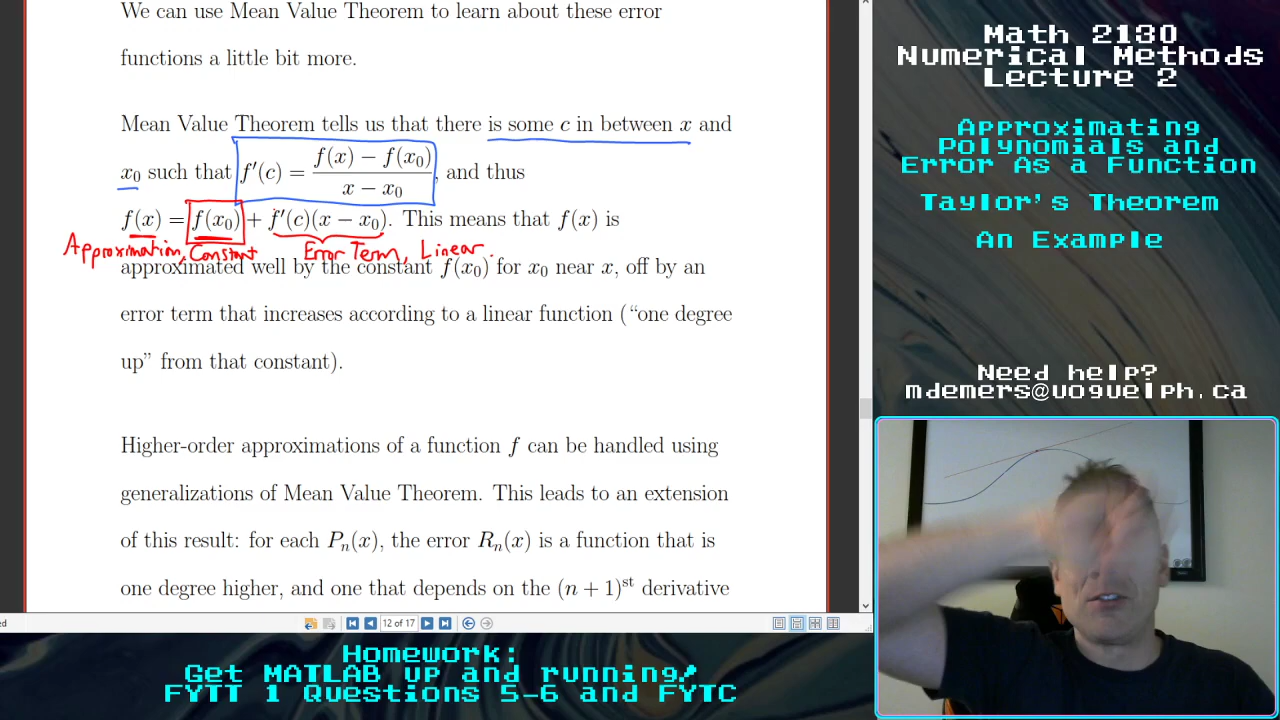 We can use Mean Value Theorem to learn about these error
functions a little bit more.
Mean Value Theorem tells us that there is some c in between x and
x₀ such that f′(c) = (f(x) − f(x₀))/(x − x₀), and thus
f(x) = f(x₀) + f′(c)(x − x₀). This means that f(x) is
Approximation, Constant
Error Term, Linear.
approximated well by the constant f(x₀) for x₀ near x, off by an
error term that increases according to a linear function (“one degree
up” from that constant).
Higher-order approximations of a function f can be handled using
generalizations of Mean Value Theorem. This leads to an extension
of this result: for each Pₙ(x), the error Rₙ(x) is a function that is
one degree higher, and one that depends on the (n + 1)ˢᵗ derivative
12 of 17
Math 2130
Numerical Methods
Lecture 2
Approximating
Polynomials and
Error As a Function
Taylor's Theorem
An Example
Need help?
mdemers@uoguelph.ca
Homework:
Get MATLAB up and running!
FYTT 1 Questions 5-6 and FYTC